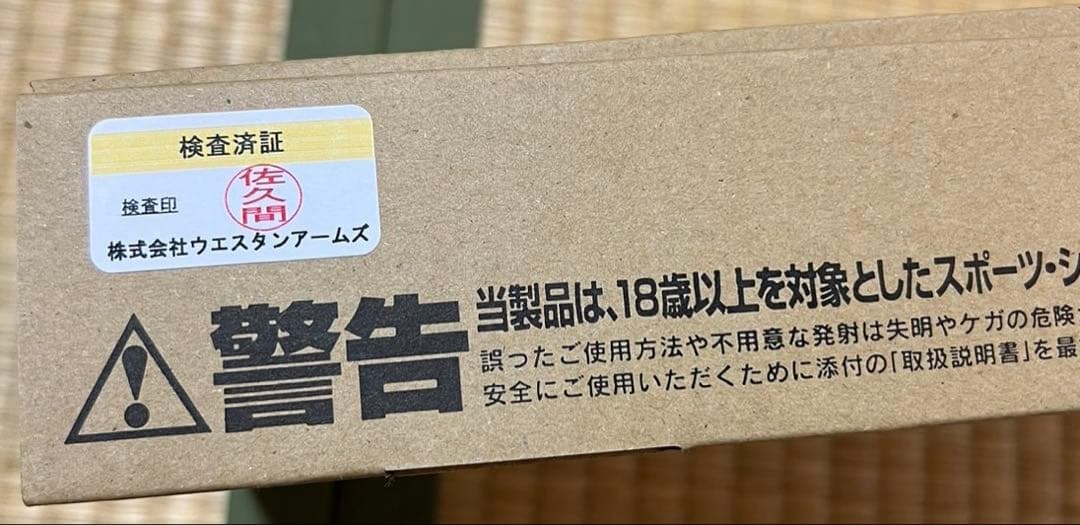 検査済証
検査印
佐久間
株式会社ウエスタンアームズ
警告
当製品は、18歳以上を対象としたスポーツ・シ
誤ったご使用方法や不用意な発射は失明やケガの危険
安全にご使用いただくために添付の「取扱説明書」を最